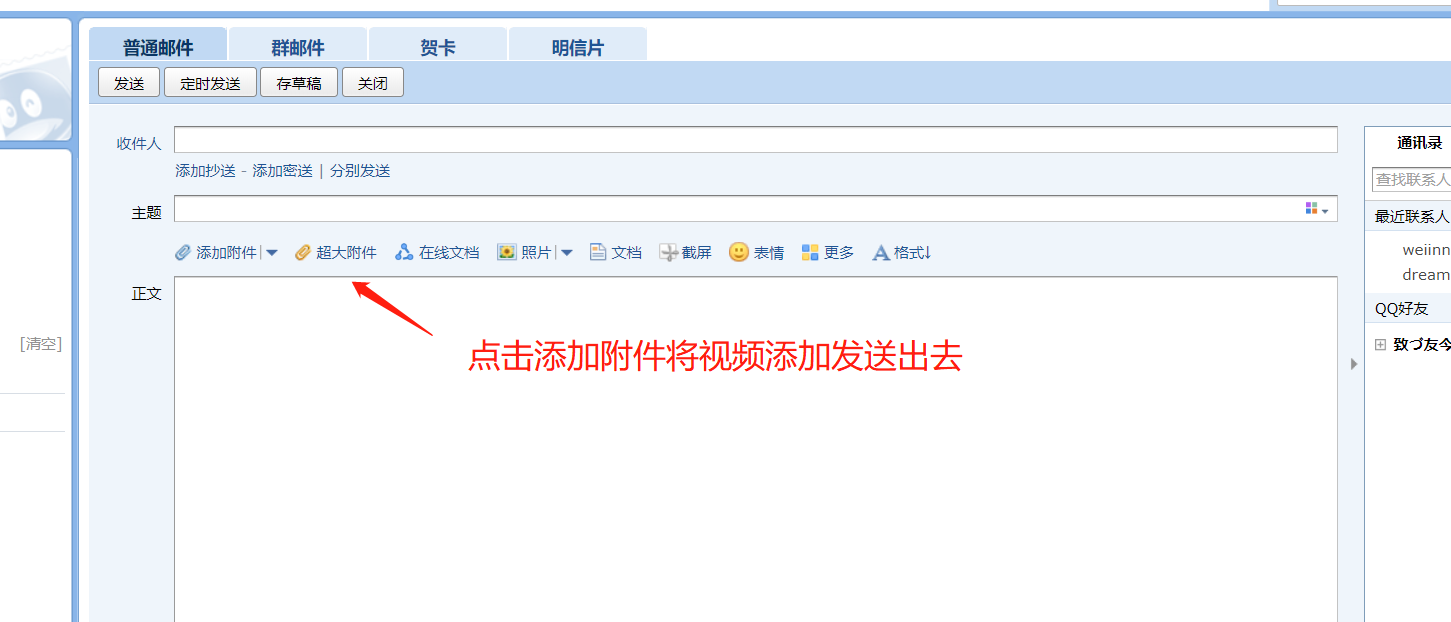 普通邮件 群邮件 贺卡 明信片
发送 定时发送 存草稿 关闭
收件人
添加抄送 - 添加密送 | 分别发送
主题
添加附件 | 超大附件 在线文档 照片 | 文档 截屏 表情 更多 格式↓
正文
点击添加附件将视频添加发送出去
[清空]
通讯录
查找联系人
最近联系人
weiinn
dream
QQ好友
致づ友今